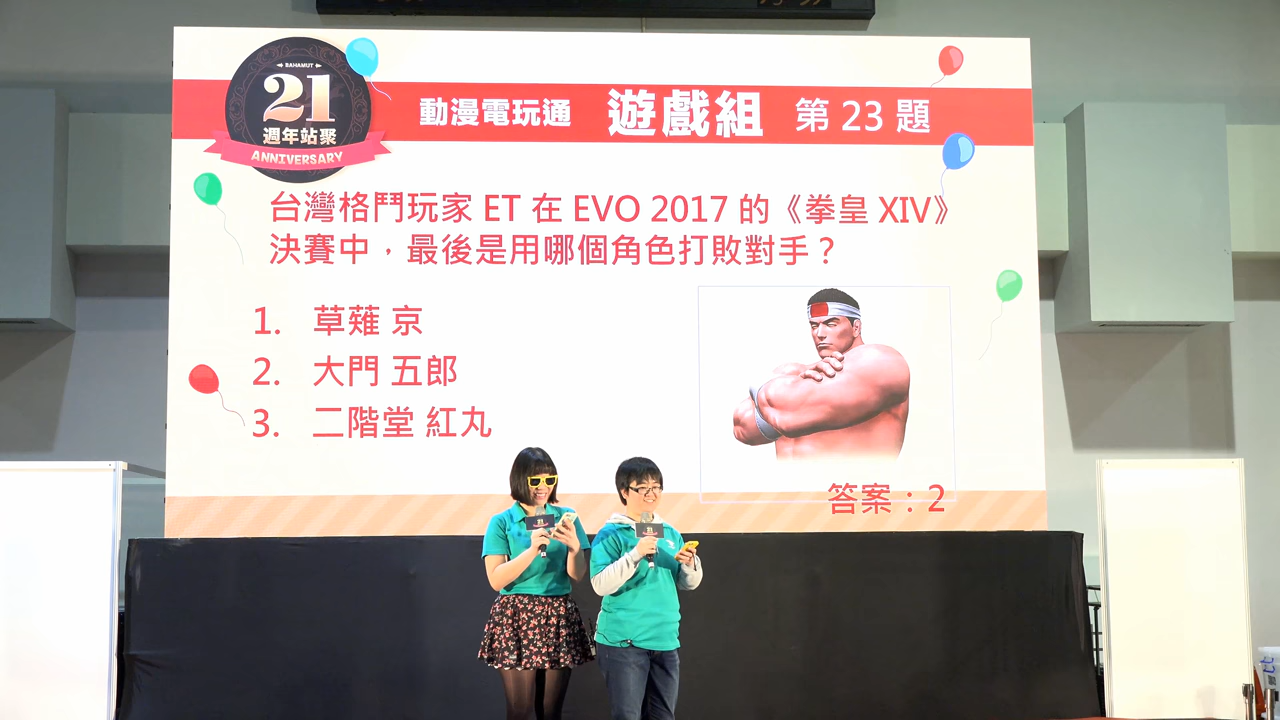 BAHAMUT
21
週年站聚
ANNIVERSARY
動漫電玩通 遊戲組 第 23 題
台灣格鬥玩家 ET 在 EVO 2017 的《拳皇 XIV》
決賽中，最後是用哪個角色打敗對手？
1. 草薙 京
2. 大門 五郎
3. 二階堂 紅丸
答案：2
21
21